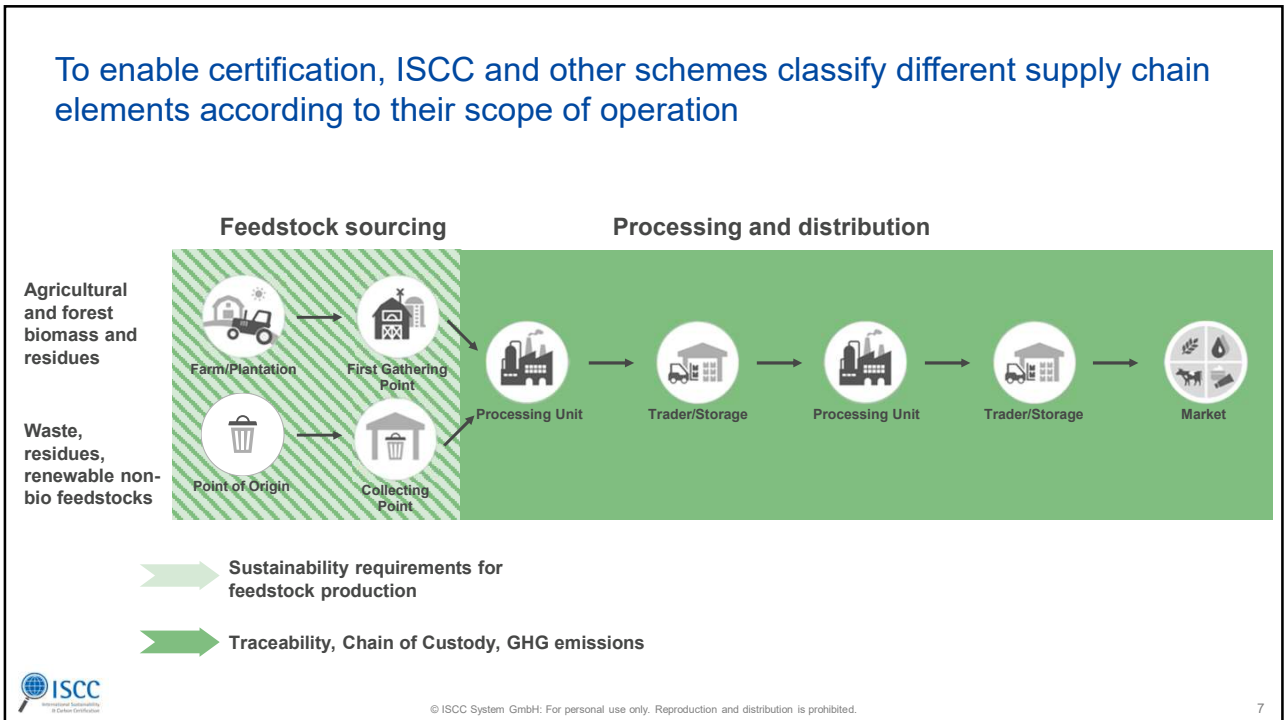 To enable certification, ISCC and other schemes classify different supply chain
elements according to their scope of operation
Feedstock sourcing
Processing and distribution
Agricultural
and forest
biomass and
residues
Farm/Plantation
First Gathering
Point
Processing Unit
Trader/Storage
Processing Unit
Trader/Storage
Market
Waste,
residues,
renewable non-
bio feedstocks
Point of Origin
Collecting
Point
Sustainability requirements for
feedstock production
Traceability, Chain of Custody, GHG emissions
ISCC
International Sustainability
& Carbon Certification
© ISCC System GmbH: For personal use only. Reproduction and distribution is prohibited.
7